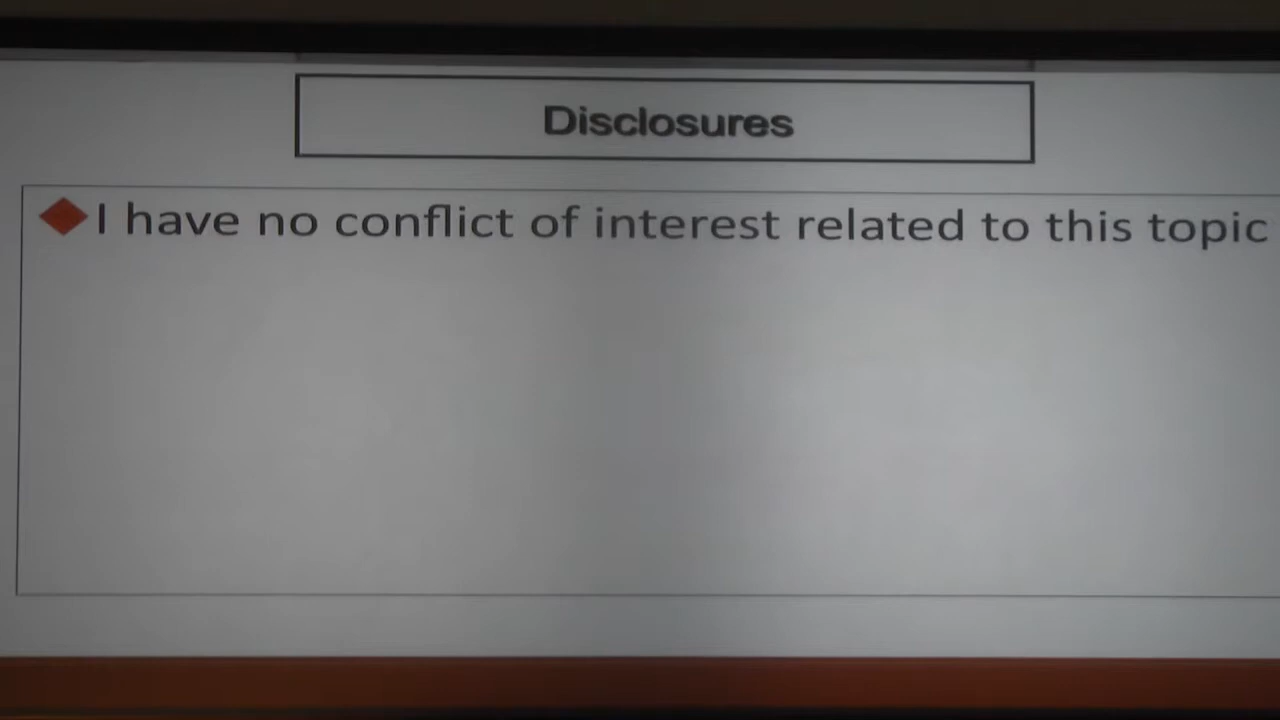 Disclosures
I have no conflict of interest related to this topic